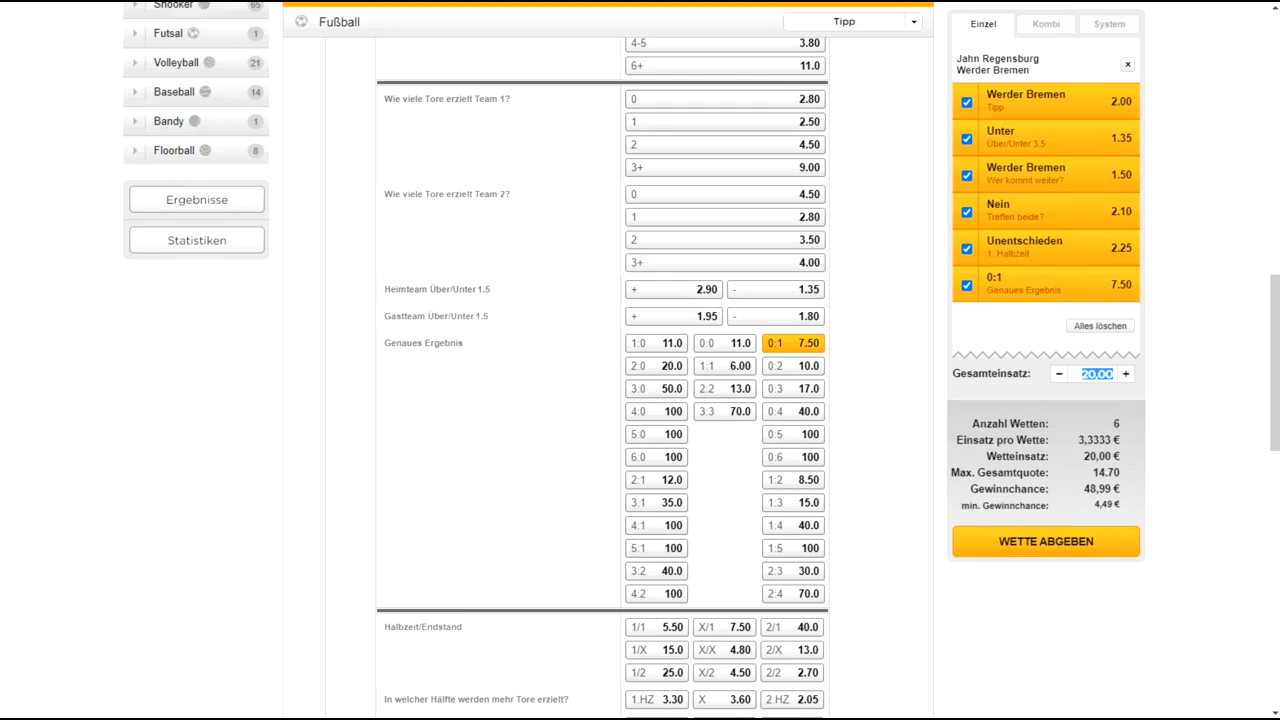 Snooker 65
Futsal 1
Volleyball 21
Baseball 14
Bandy 1
Floorball 8
Ergebnisse
Statistiken
Fußball
Tipp
4-5 3.80
6+ 11.0
Wie viele Tore erzielt Team 1?
0 2.80
1 2.50
2 4.50
3+ 9.00
Wie viele Tore erzielt Team 2?
0 4.50
1 2.80
2 3.50
3+ 4.00
Heimteam Über/Unter 1.5
+ 2.90 - 1.35
Gastteam Über/Unter 1.5
+ 1.95 - 1.80
Genaues Ergebnis
1:0 11.0 0:0 11.0 0:1 7.50
2:0 20.0 1:1 6.00 0:2 10.0
3:0 50.0 2:2 13.0 0:3 17.0
4:0 100 3:3 70.0 0:4 40.0
5:0 100 0:5 100
6:0 100 0:6 100
2:1 12.0 1:2 8.50
3:1 35.0 1:3 15.0
4:1 100 1:4 40.0
5:1 100 1:5 100
3:2 40.0 2:3 30.0
4:2 100 2:4 70.0
Halbzeit/Endstand
1/1 5.50 X/1 7.50 2/1 40.0
1/X 15.0 X/X 4.80 2/X 13.0
1/2 25.0 X/2 4.50 2/2 2.70
In welcher Hälfte werden mehr Tore erzielt?
1.HZ 3.30 X 3.60 2.HZ 2.05
Einzel Kombi System
Jahn Regensburg
Werder Bremen
Werder Bremen 2.00
Tipp
Unter 1.35
Über/Unter 3,5
Werder Bremen 1.50
Wer kommt weiter?
Nein 2.10
Treffen beide?
Unentschieden 2.25
1. Halbzeit
0:1 7.50
Genaues Ergebnis
Alles löschen
Gesamteinsatz: − 20,00 +
Anzahl Wetten: 6
Einsatz pro Wette: 3,3333 €
Wetteinsatz: 20,00 €
Max. Gesamtquote: 14.70
Gewinnchance: 48,99 €
min. Gewinnchance: 4,49 €
WETTE ABGEBEN